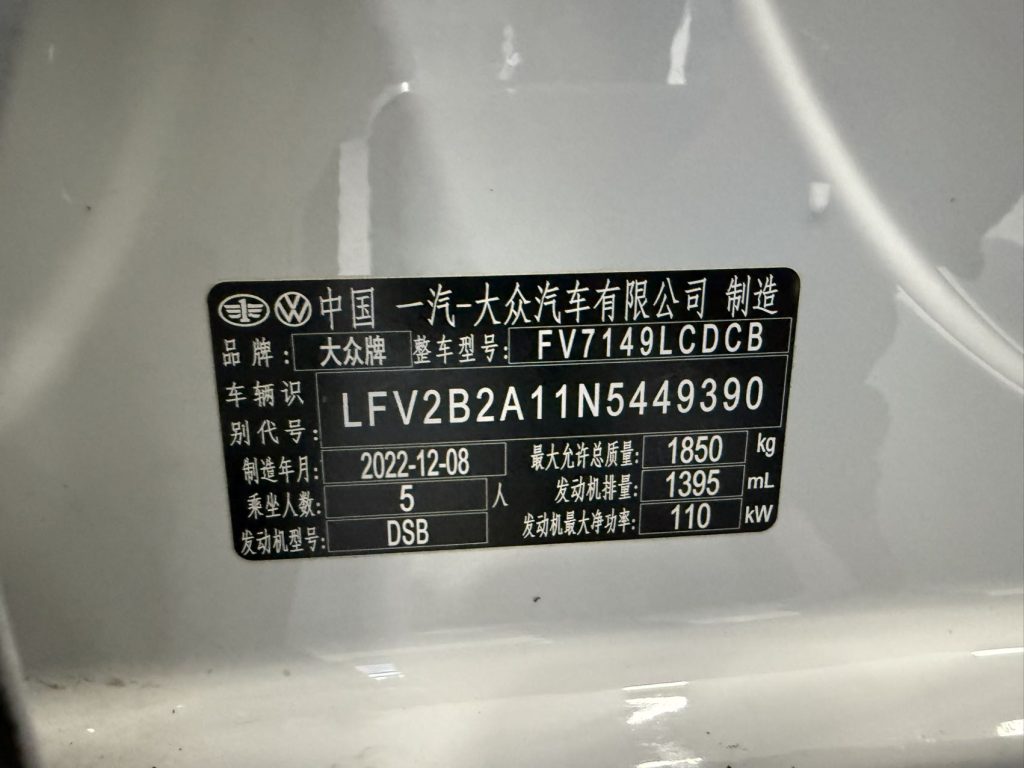 中国 一汽-大众汽车有限公司 制造
品牌: 大众牌 整车型号: FV7149LCDCB
车辆识别代号: LFV2B2A11N5449390
制造年月: 2022-12-08 最大允许总质量: 1850 kg
乘坐人数: 5 人 发动机排量: 1395 mL
发动机型号: DSB 发动机最大净功率: 110 kW